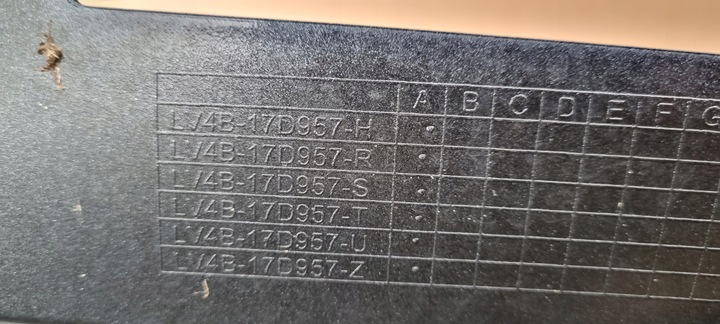 A B C D E F G
LV4B-17D957-H
LV4B-17D957-R
LV4B-17D957-S
LV4B-17D957-T
LV4B-17D957-U
LV4B-17D957-Z